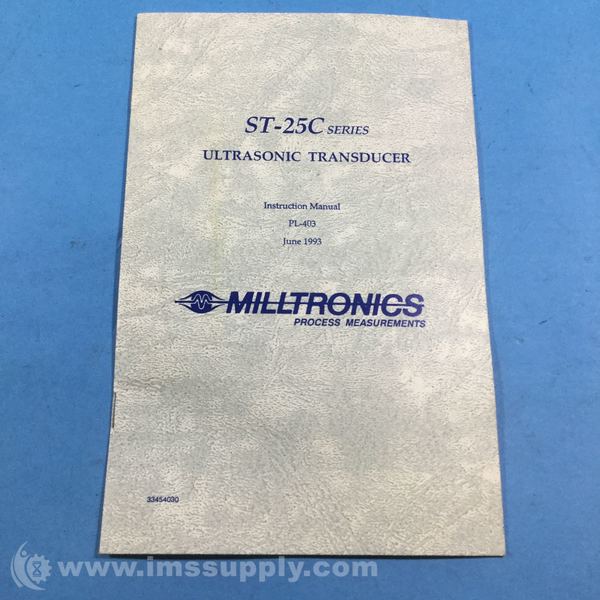 ST-25C SERIES
ULTRASONIC TRANSDUCER
Instruction Manual
PL-403
June 1993
MILLTRONICS
PROCESS MEASUREMENTS
33454030
www.imssupply.com